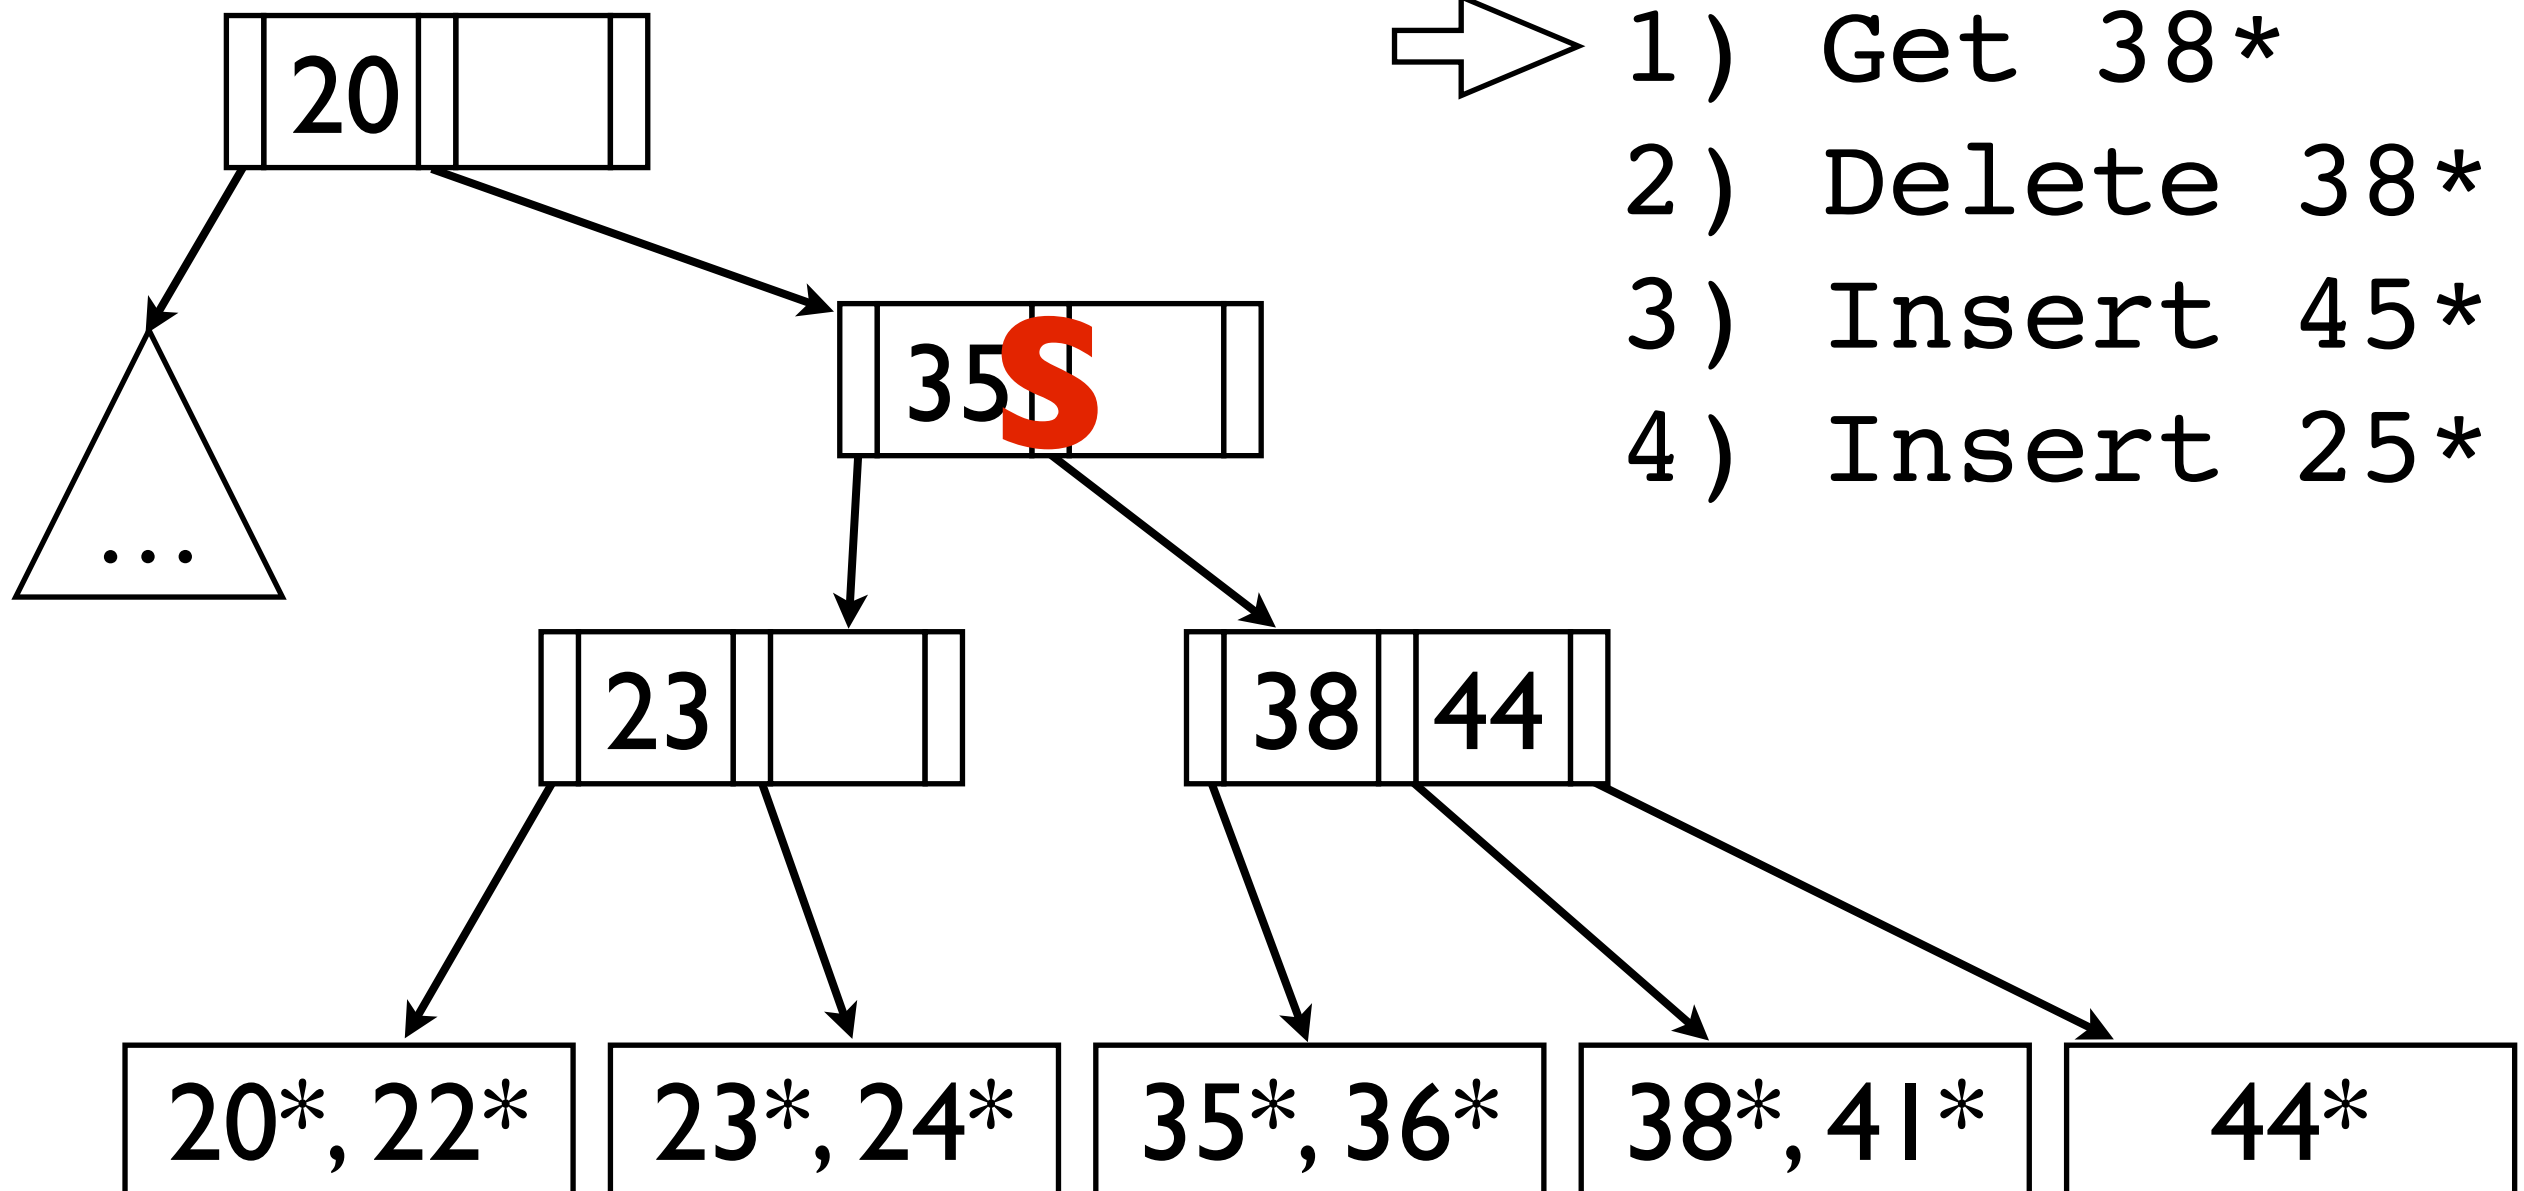 1) Get 38*
2) Delete 38*
3) Insert 45*
4) Insert 25*
20
35
S
...
23
38 44
20*, 22* 23*, 24* 35*, 36* 38*, 41* 44*